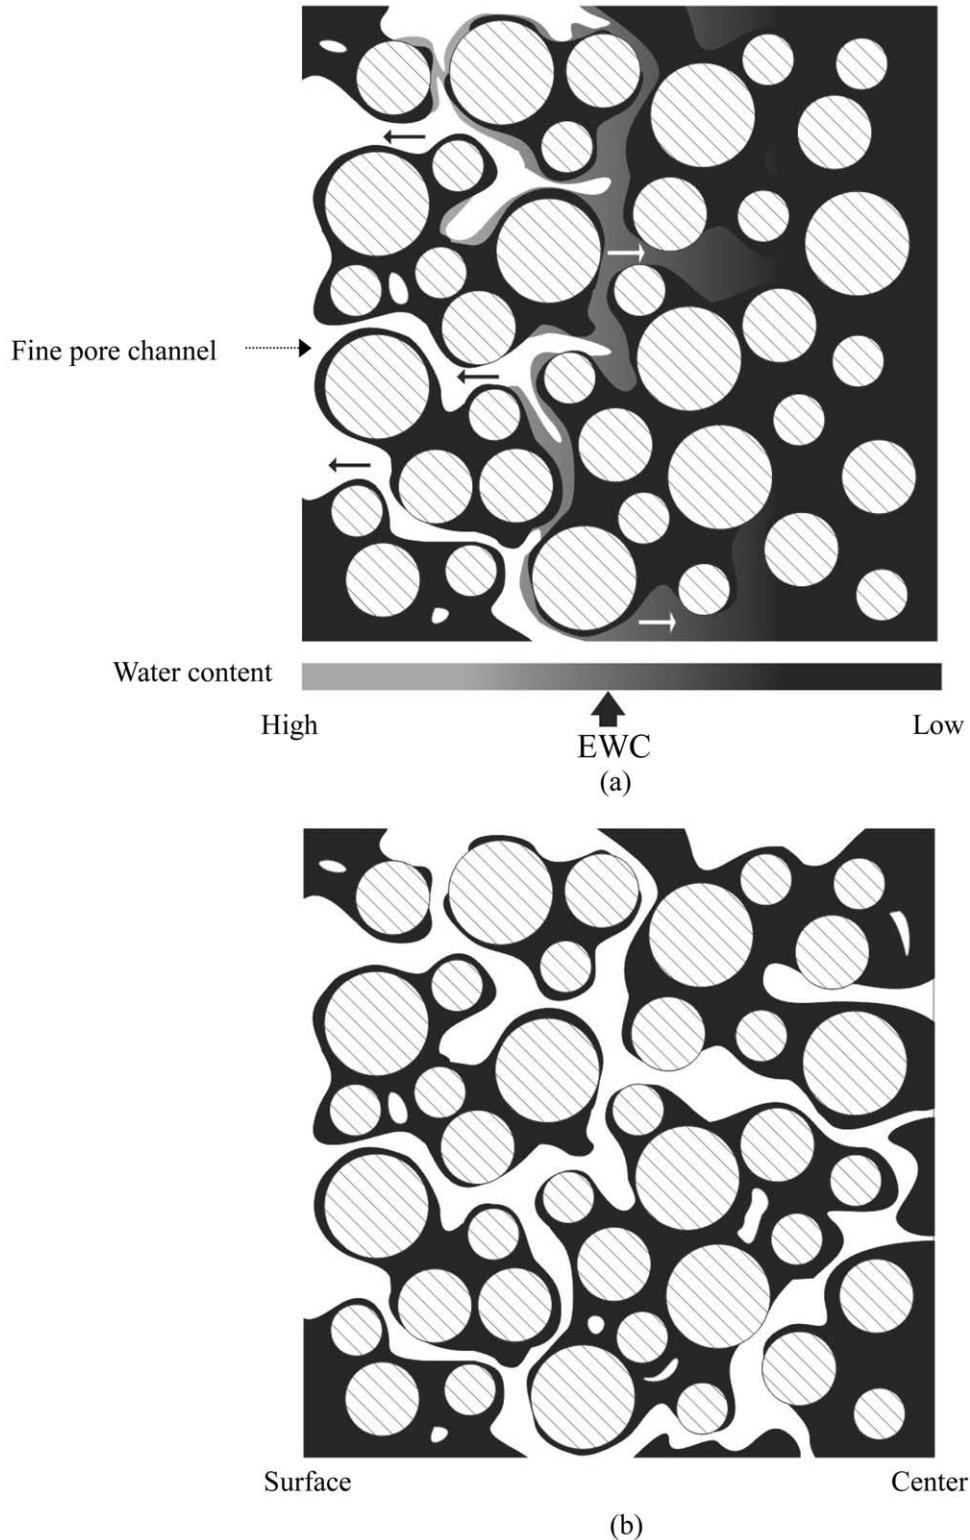 Fine pore channel
Water content
High
Low
EWC
(a)
Surface
Center
(b)